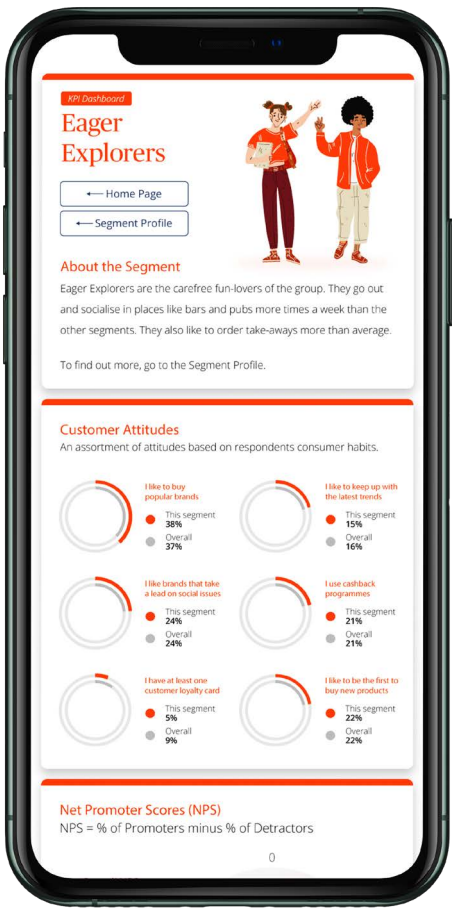 KPI Dashboard
Eager
Explorers
← Home Page
← Segment Profile
About the Segment
Eager Explorers are the carefree fun-lovers of the group. They go out
and socialise in places like bars and pubs more times a week than the
other segments. They also like to order take-aways more than average.
To find out more, go to the Segment Profile.
Customer Attitudes
An assortment of attitudes based on respondents consumer habits.
I like to buy
popular brands
This segment
38%
Overall
37%
I like to keep up with
the latest trends
This segment
15%
Overall
16%
I like brands that take
a lead on social issues
This segment
24%
Overall
24%
I use cashback
programmes
This segment
21%
Overall
21%
I have at least one
customer loyalty card
This segment
5%
Overall
9%
I like to be the first to
buy new products
This segment
22%
Overall
22%
Net Promoter Scores (NPS)
NPS = % of Promoters minus % of Detractors
0